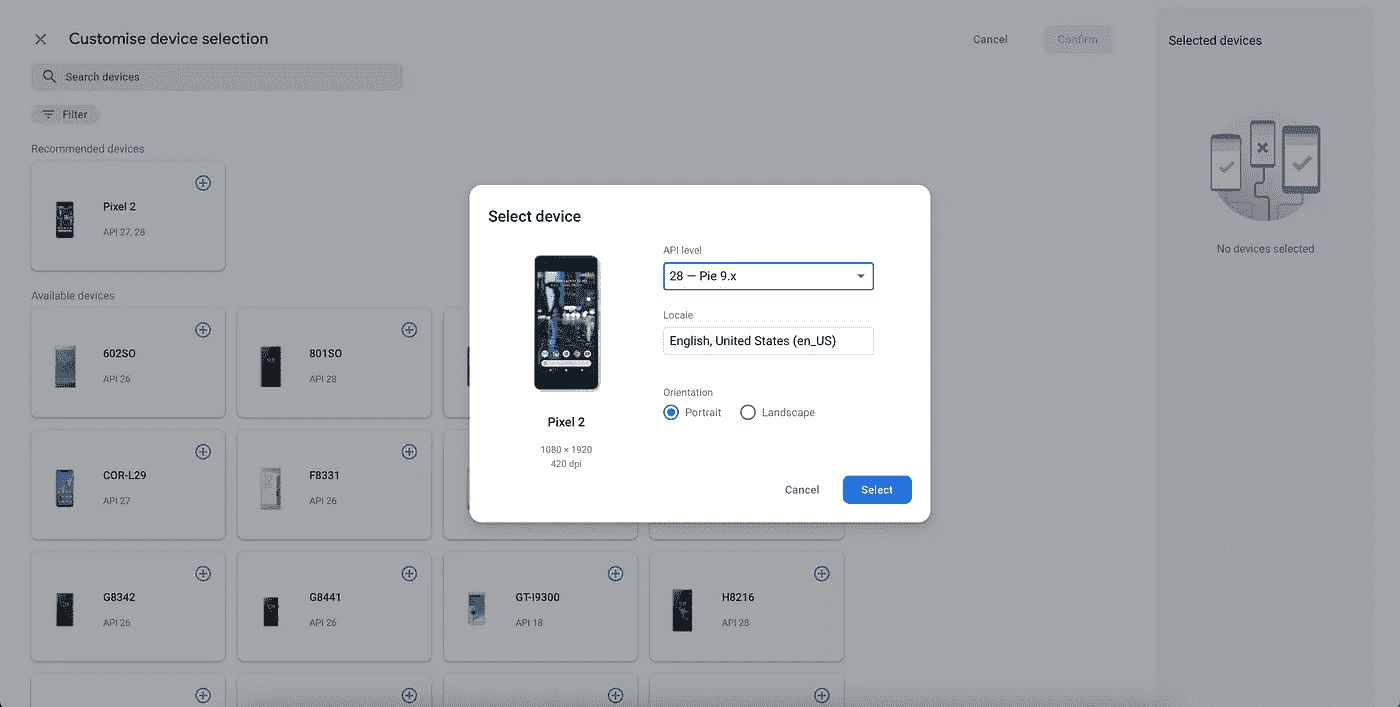 Customise device selection
Cancel
Confirm
Search devices
Filter
Recommended devices
Pixel 2
API 27, 28
Available devices
602SO
API 26
801SO
API 28
COR-L29
API 27
F8331
API 26
G8342
API 26
G8441
API 26
GT-I9300
API 18
H8216
API 28
Select device
Pixel 2
1080 × 1920
420 dpi
API level
28 — Pie 9.x
Locale
English, United States (en_US)
Orientation
Portrait
Landscape
Cancel
Select
Selected devices
No devices selected